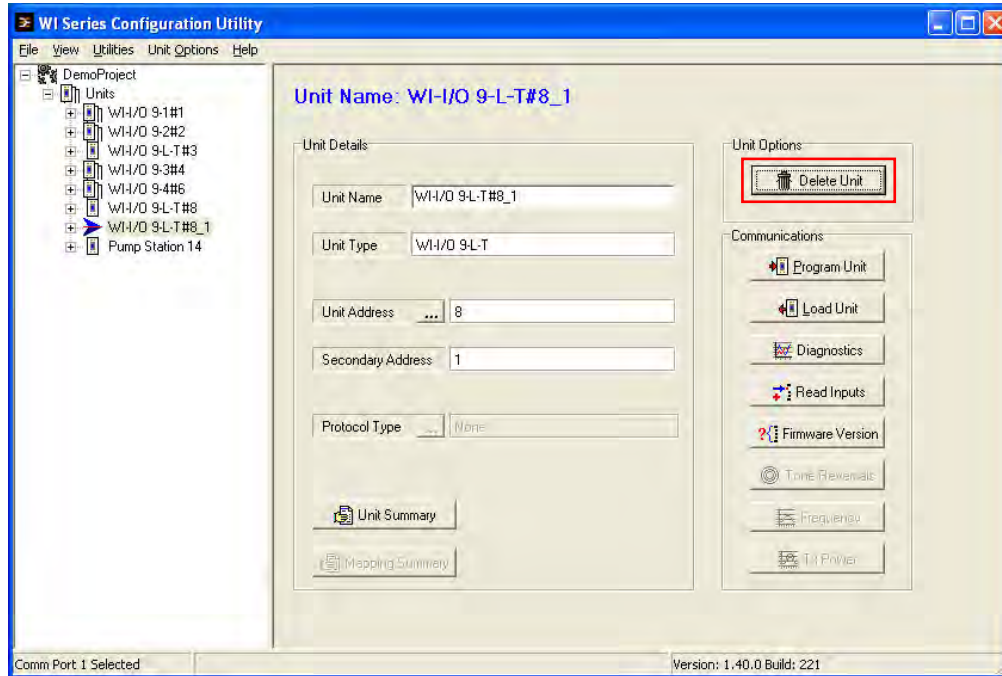 WI Series Configuration Utility
File View Utilities Unit Options Help
DemoProject
Units
WI-I/O 9-1#1
WI-I/O 9-2#2
WI-I/O 9-L-T#3
WI-I/O 9-3#4
WI-I/O 9-4#6
WI-I/O 9-L-T#8
WI-I/O 9-L-T#8_1
Pump Station 14
Unit Name: WI-I/O 9-L-T#8_1
Unit Details
Unit Name WI-I/O 9-L-T#8_1
Unit Type WI-I/O 9-L-T
Unit Address ... 8
Secondary Address 1
Protocol Type ... None
Unit Summary
Mapping Summary
Unit Options
Delete Unit
Communications
Program Unit
Load Unit
Diagnostics
Read Inputs
Firmware Version
Tone Reversals
Frequency
TX Power
Comm Port 1 Selected
Version: 1.40.0 Build: 221